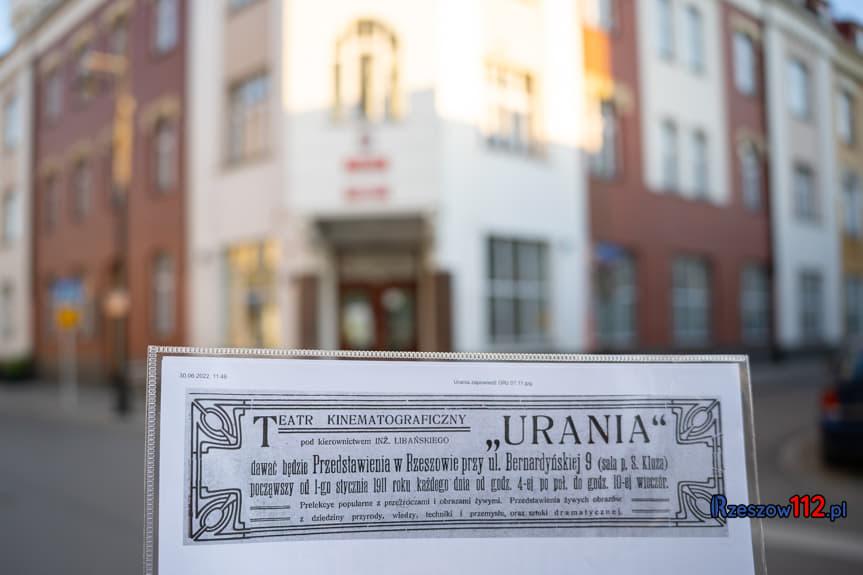 30.06.2022, 11:46
Urania zapowiedź GRz 07.11.jpg
TEATR KINEMATOGRAFICZNY „URANIA“
pod kierownictwem INŻ. LIBAŃSKIEGO
dawać będzie Przedstawienia w Rzeszowie przy ul. Bernardyńskiej 9 (sala p. S. Kluza)
począwszy od 1-go stycznia 1911 roku każdego dnia od godz. 4-ej po poł. do godz. 10-ej wieczór.
Prelekcye popularne z przeźroczami i obrazami żywymi. Przedstawienia żywych obrazów
z dziedziny przyrody, wiedzy, techniki i przemysłu, oraz sztuki dramatycznej.
Rzeszow112.pl